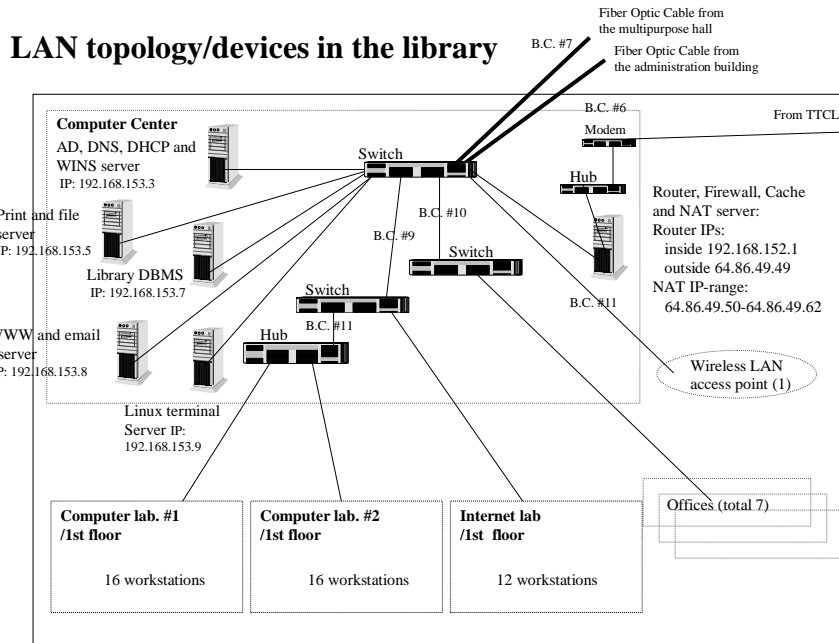 LAN topology/devices in the library
Fiber Optic Cable from
the multipurpose hall
B.C. #7
Fiber Optic Cable from
the administration building
B.C. #6
From TTCL
Modem
Hub
Computer Center
AD, DNS, DHCP and
WINS server
IP: 192.168.153.3
Switch
Print and file
server
IP: 192.168.153.5
Library DBMS
IP: 192.168.153.7
B.C. #10
B.C. #9
Switch
Router, Firewall, Cache
and NAT server:
Router IPs:
inside 192.168.152.1
outside 64.86.49.49
NAT IP-range:
64.86.49.50-64.86.49.62
B.C. #11
Switch
B.C. #11
Hub
WWW and email
server
IP: 192.168.153.8
Linux terminal
Server IP:
192.168.153.9
Wireless LAN
access point (1)
Computer lab. #1
/1st floor
16 workstations
Computer lab. #2
/1st floor
16 workstations
Internet lab
/1st floor
12 workstations
Offices (total 7)